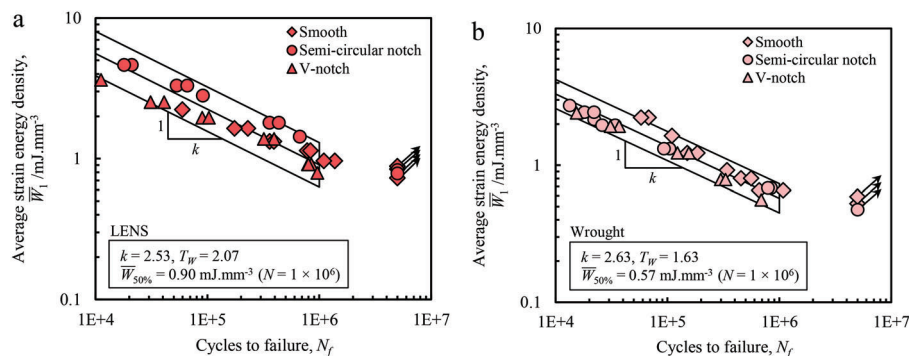 a
Average strain energy density,
W̅₁ /mJ.mm⁻³
10
1
0.1
Smooth
Semi-circular notch
V-notch
1
k
LENS
k = 2.53, T_W = 2.07
W̅₅₀% = 0.90 mJ.mm⁻³ (N = 1 × 10⁶)
1E+4 1E+5 1E+6 1E+7
Cycles to failure, N_f
b
Average strain energy density,
W̅₁ /mJ.mm⁻³
10
1
0.1
Smooth
Semi-circular notch
V-notch
1
k
Wrought
k = 2.63, T_W = 1.63
W̅₅₀% = 0.57 mJ.mm⁻³ (N = 1 × 10⁶)
1E+4 1E+5 1E+6 1E+7
Cycles to failure, N_f